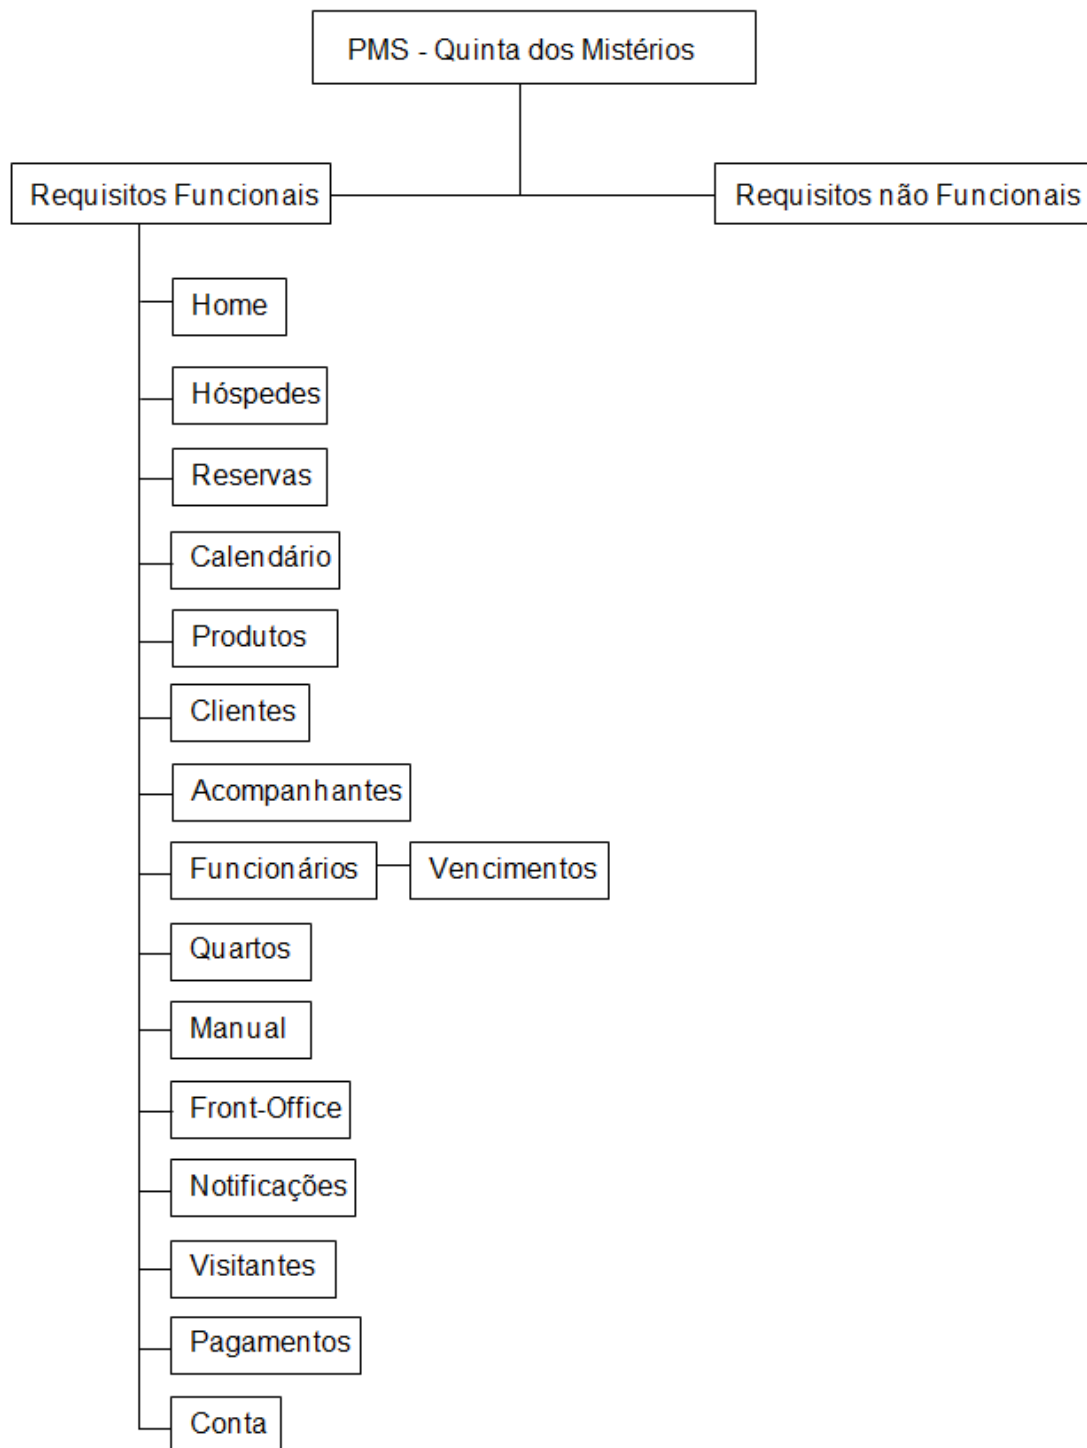 PMS - Quinta dos Mistérios
Requisitos Funcionais
Requisitos não Funcionais
Home
Hóspedes
Reservas
Calendário
Produtos
Clientes
Acompanhantes
Funcionários
Vencimentos
Quartos
Manual
Front-Office
Notificações
Visitantes
Pagamentos
Conta